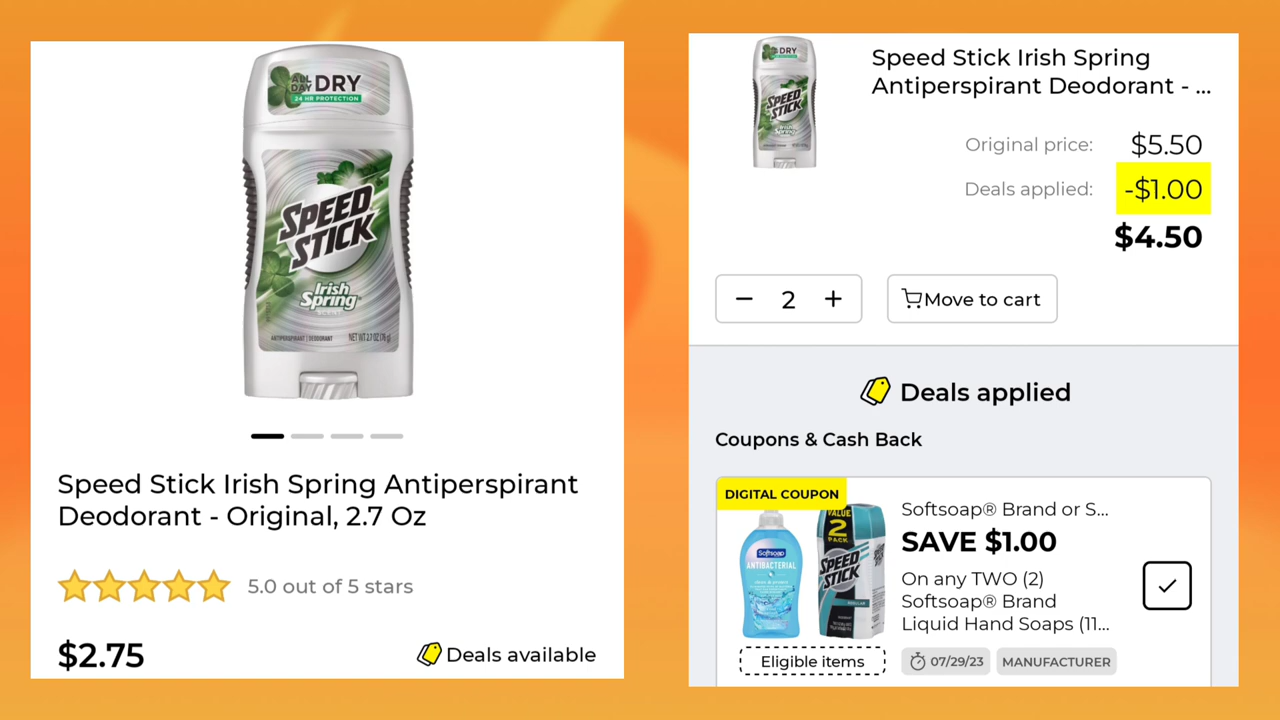 ALL DAY DRY
24 HR PROTECTION
SPEED
STICK
Irish
Spring
ANTIPERSPIRANT | DEODORANT NET WT 2.7 OZ (76 g)
Speed Stick Irish Spring Antiperspirant
Deodorant - Original, 2.7 Oz
5.0 out of 5 stars
$2.75
Deals available
DRY
SPEED
STICK
Irish
Spring
Speed Stick Irish Spring
Antiperspirant Deodorant - ...
Original price: $5.50
Deals applied: -$1.00
$4.50
− 2 + Move to cart
Deals applied
Coupons & Cash Back
DIGITAL COUPON
VALUE
2
PACK
Softsoap
ANTIBACTERIAL
SPEED
STICK
Eligible items
Softsoap® Brand or S...
SAVE $1.00
On any TWO (2)
Softsoap® Brand
Liquid Hand Soaps (11...
07/29/23 MANUFACTURER